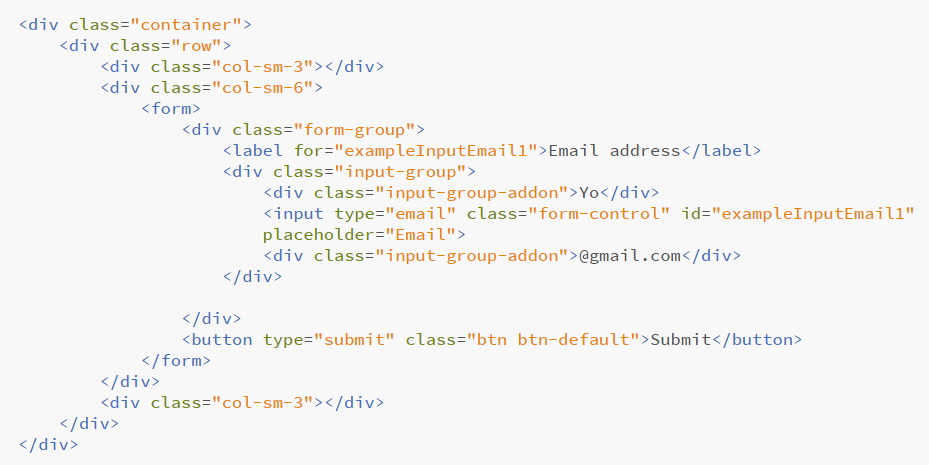 <div class="container">
    <div class="row">
        <div class="col-sm-3"></div>
        <div class="col-sm-6">
            <form>
                <div class="form-group">
                    <label for="exampleInputEmail1">Email address</label>
                    <div class="input-group">
                        <div class="input-group-addon">Yo</div>
                        <input type="email" class="form-control" id="exampleInputEmail1"
                        placeholder="Email">
                        <div class="input-group-addon">@gmail.com</div>
                    </div>

                </div>
                <button type="submit" class="btn btn-default">Submit</button>
            </form>
        </div>
        <div class="col-sm-3"></div>
    </div>
</div>